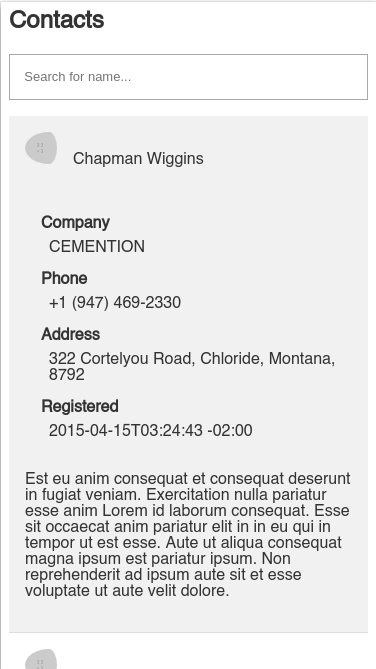 Contacts
Search for name...
Chapman Wiggins
Company
CEMENTION
Phone
+1 (947) 469-2330
Address
322 Cortelyou Road, Chloride, Montana,
8792
Registered
2015-04-15T03:24:43 -02:00
Est eu anim consequat et consequat deserunt
in fugiat veniam. Exercitation nulla pariatur
esse anim Lorem id laborum consequat. Esse
sit occaecat anim pariatur elit in in eu qui in
tempor ut est esse. Aute ut aliqua consequat
magna ipsum est pariatur ipsum. Non
reprehenderit ad ipsum aute sit et esse
voluptate ut aute velit dolore.